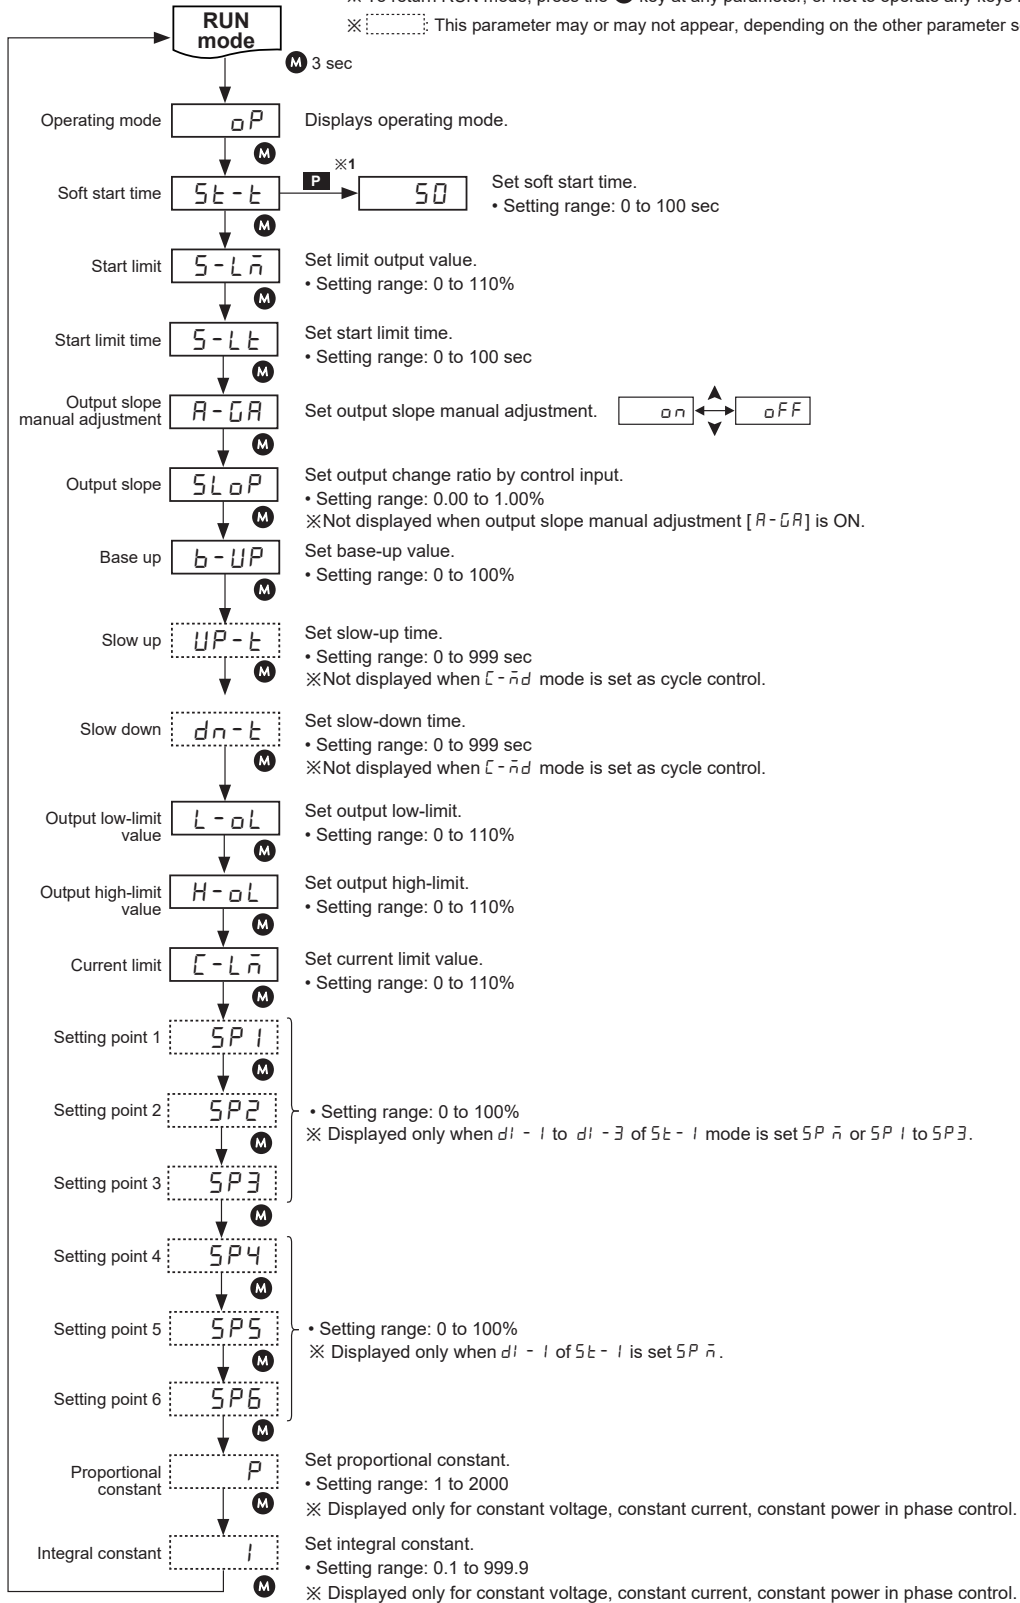 ※ To return RUN mode, press the M key at any parameter, or not to operate any keys
※ : This parameter may or may not appear, depending on the other parameter
RUN
mode
M 3 sec
Operating mode
oP
Displays operating mode.
M
Soft start time
St-t
P
※1
50
Set soft start time.
• Setting range: 0 to 100 sec
M
Start limit
S-Lm
Set limit output value.
• Setting range: 0 to 110%
M
Start limit time
S-Lt
Set start limit time.
• Setting range: 0 to 100 sec
M
Output slope
manual adjustment
A-GA
Set output slope manual adjustment.
on
oFF
M
Output slope
SLoP
Set output change ratio by control input.
• Setting range: 0.00 to 1.00%
※Not displayed when output slope manual adjustment [A-GA] is ON.
M
Base up
b-UP
Set base-up value.
• Setting range: 0 to 100%
M
Slow up
UP-t
Set slow-up time.
• Setting range: 0 to 999 sec
※Not displayed when C-md mode is set as cycle control.
M
Slow down
dn-t
Set slow-down time.
• Setting range: 0 to 999 sec
※Not displayed when C-md mode is set as cycle control.
M
Output low-limit
value
L-oL
Set output low-limit.
• Setting range: 0 to 110%
M
Output high-limit
value
H-oL
Set output high-limit.
• Setting range: 0 to 110%
M
Current limit
C-Lm
Set current limit value.
• Setting range: 0 to 110%
M
Setting point 1
SP1
M
Setting point 2
SP2
• Setting range: 0 to 100%
※ Displayed only when dI-1 to dI-3 of St-1 mode is set SPm or SP1 to SP3.
M
Setting point 3
SP3
M
Setting point 4
SP4
M
Setting point 5
SP5
• Setting range: 0 to 100%
※ Displayed only when dI-1 of St-1 is set SPm.
M
Setting point 6
SP6
M
Proportional
constant
P
Set proportional constant.
• Setting range: 1 to 2000
※ Displayed only for constant voltage, constant current, constant power in phase control.
M
Integral constant
I
Set integral constant.
• Setting range: 0.1 to 999.9
※ Displayed only for constant voltage, constant current, constant power in phase control.
M